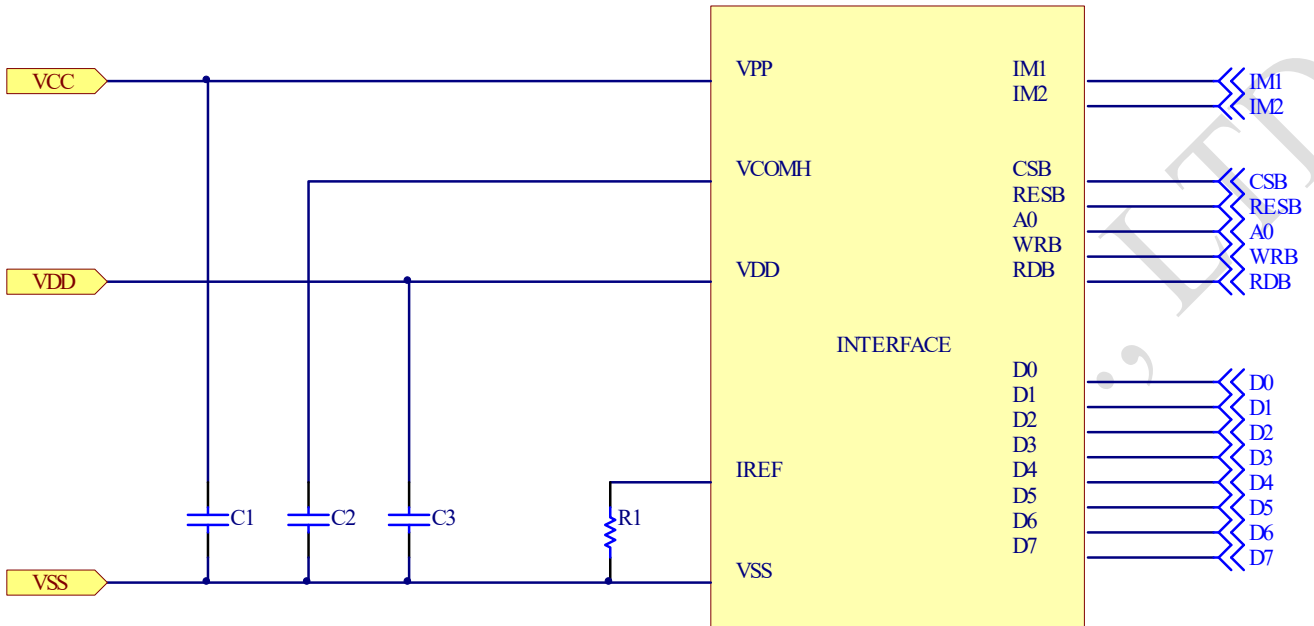 VCC
VDD
VSS
C1
C2
C3
R1
VPP
VCOMH
VDD
IREF
VSS
INTERFACE
IM1
IM2
CSB
RESB
A0
WRB
RDB
D0
D1
D2
D3
D4
D5
D6
D7
IM1
IM2
CSB
RESB
A0
WRB
RDB
D0
D1
D2
D3
D4
D5
D6
D7
., LTD